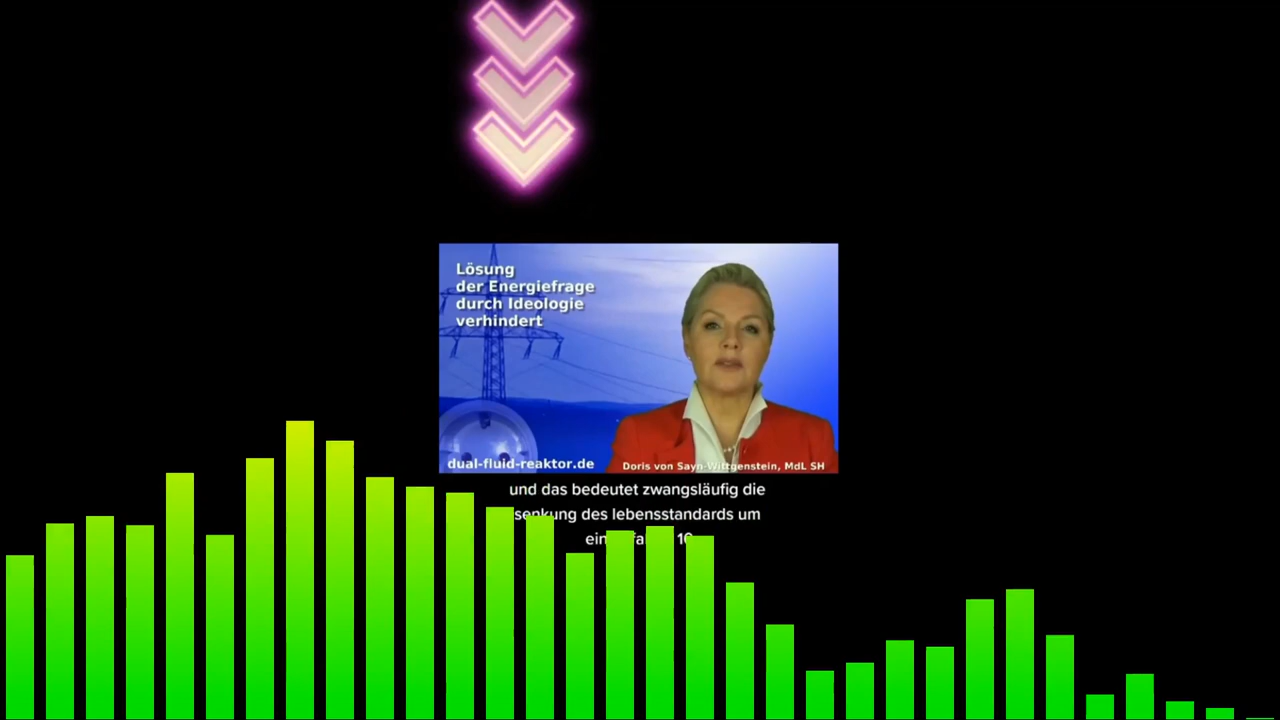 Lösung
der Energiefrage
durch Ideologie
verhindert
dual-fluid-reaktor.de
Doris von Sayn-Wittgenstein, MdL SH
und das bedeutet zwangsläufig die
senkung des lebensstandards um